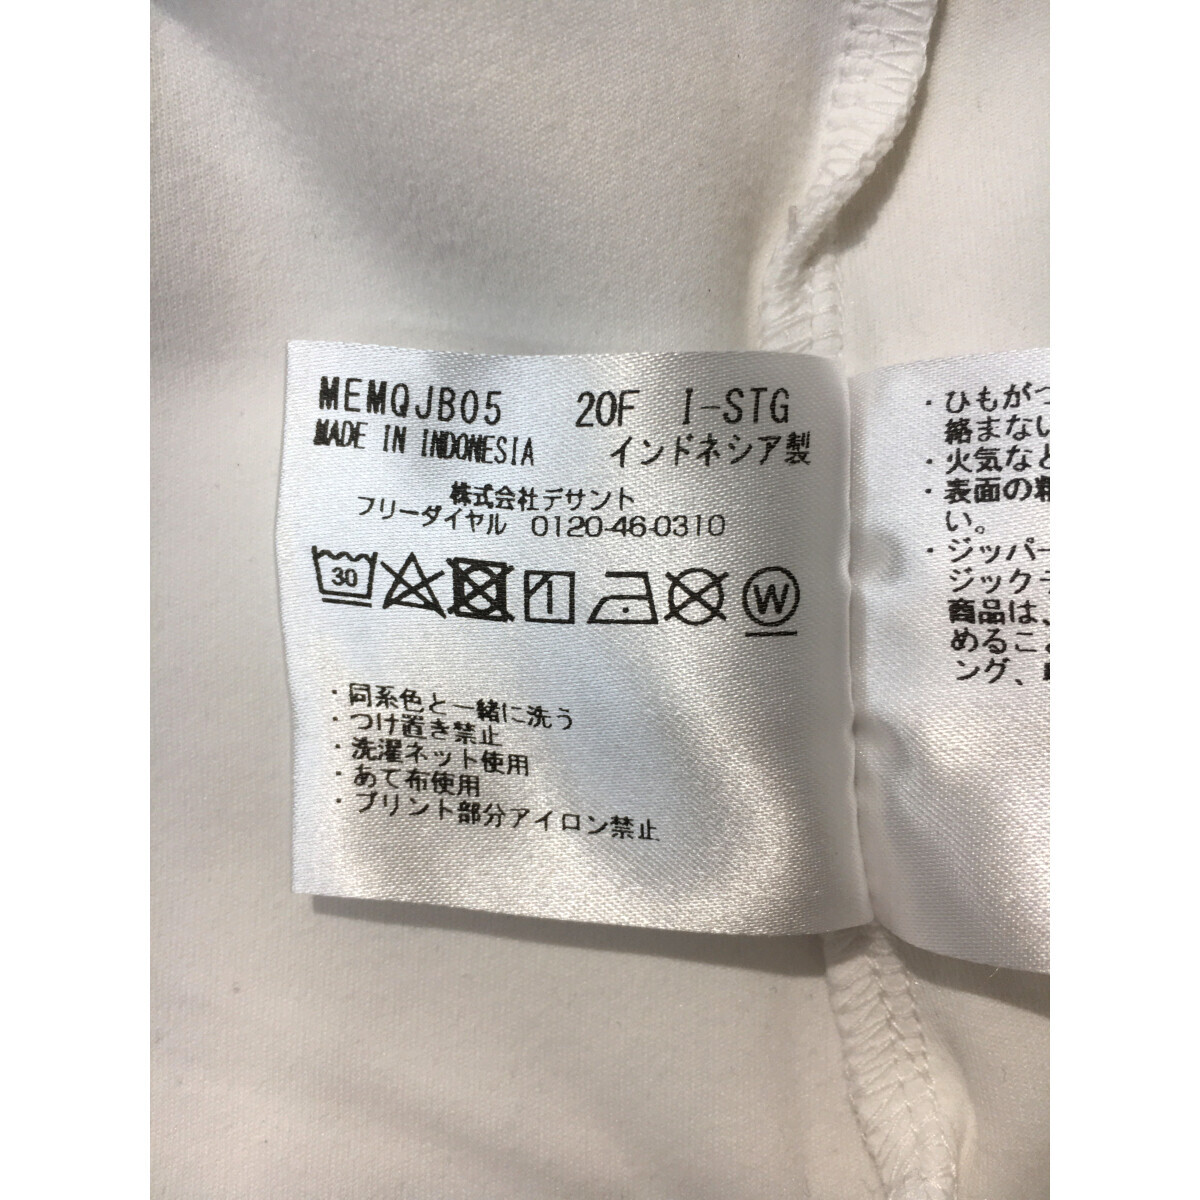 MEMQJB05 20F I-STG
MADE IN INDONESIA インドネシア製
株式会社デサント
フリーダイヤル 0120-46-0310
30 W
・同系色と一緒に洗う
・つけ置き禁止
・洗濯ネット使用
・あて布使用
・プリント部分アイロン禁止
・ひもがつ
絡まない
・火気など
・表面の粗
い。
・ジッパー
ジックテ
商品は、
めるこ
ング、